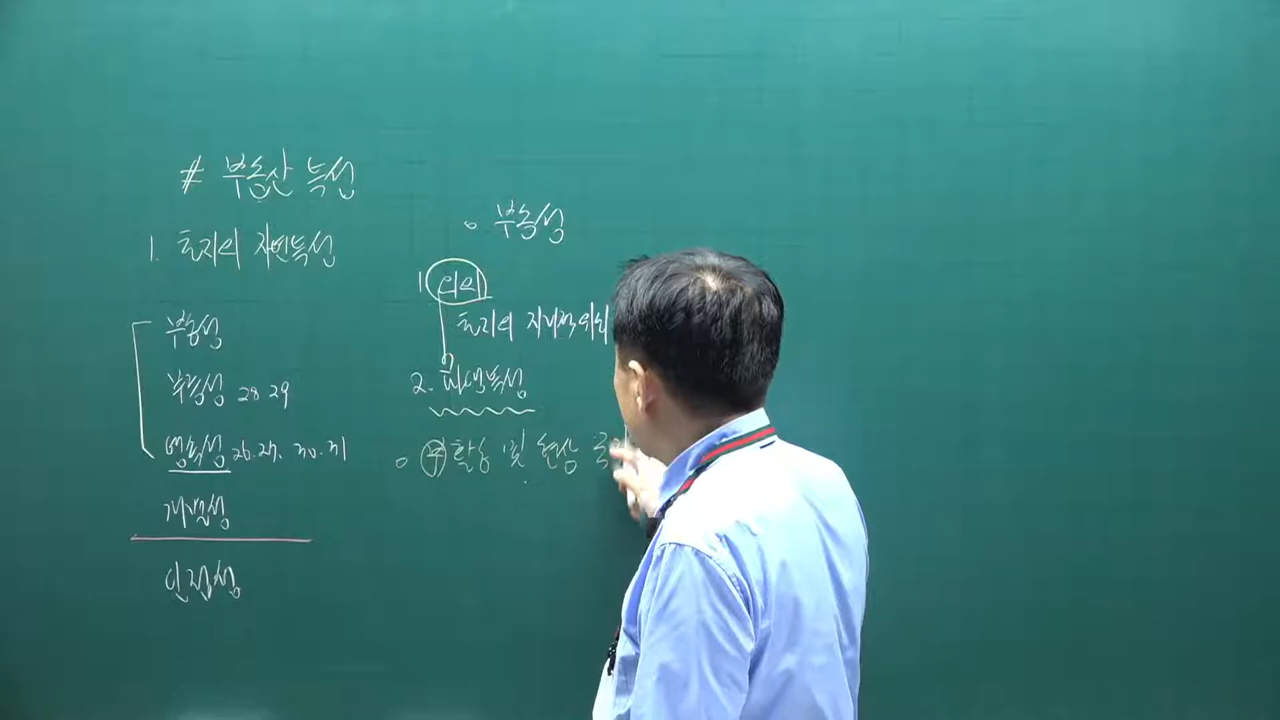 # 부동산 특성
1. 토지의 자연특성
부동성
부증성 28 29
영속성 26. 27. 30. 31
개별성
인접성
○ 부동성
1 의의
토지의 지리적 위치
2. 파생특성
○ 부 활동 및 현상 국